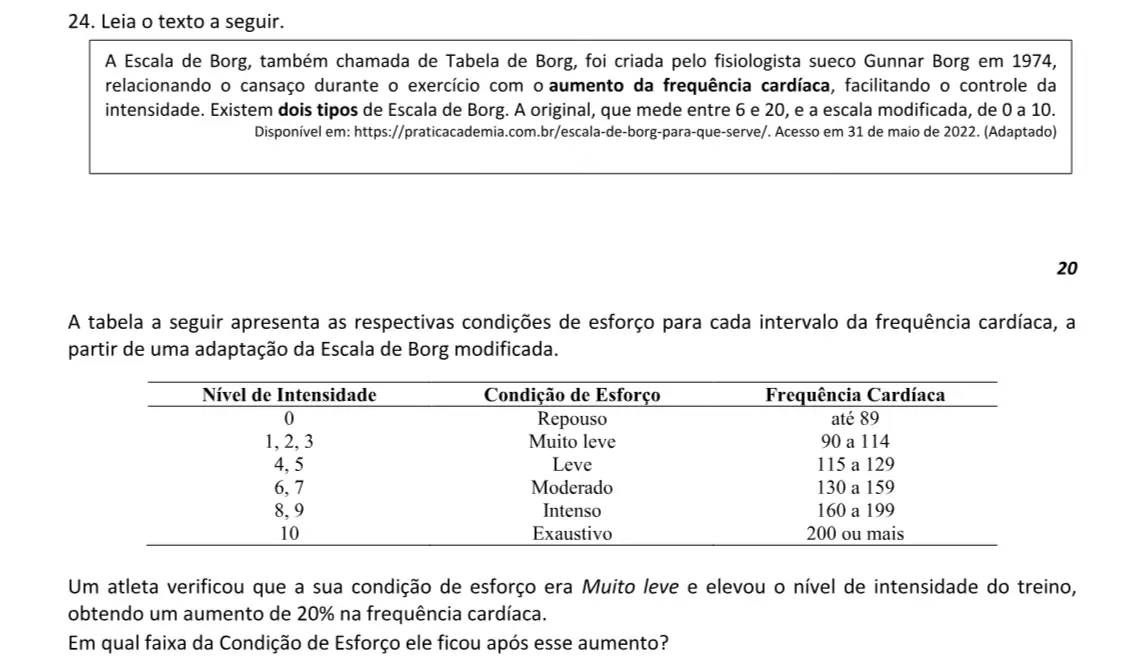 24. Leia o texto a seguir.
A Escala de Borg, também chamada de Tabela de Borg, foi criada pelo fisiologista sueco Gunnar Borg em 1974,
relacionando o cansaço durante o exercício com o aumento da frequência cardíaca, facilitando o controle da
intensidade. Existem dois tipos de Escala de Borg. A original, que mede entre 6 e 20, e a escala modificada, de 0 a 10.
Disponível em: https://praticacademia.com.br/escala-de-borg-para-que-serve/. Acesso em 31 de maio de 2022. (Adaptado)
20
A tabela a seguir apresenta as respectivas condições de esforço para cada intervalo da frequência cardíaca, a
partir de uma adaptação da Escala de Borg modificada.
Nível de Intensidade Condição de Esforço Frequência Cardíaca
0 Repouso até 89
1, 2, 3 Muito leve 90 a 114
4, 5 Leve 115 a 129
6, 7 Moderado 130 a 159
8, 9 Intenso 160 a 199
10 Exaustivo 200 ou mais
Um atleta verificou que a sua condição de esforço era Muito leve e elevou o nível de intensidade do treino,
obtendo um aumento de 20% na frequência cardíaca.
Em qual faixa da Condição de Esforço ele ficou após esse aumento?